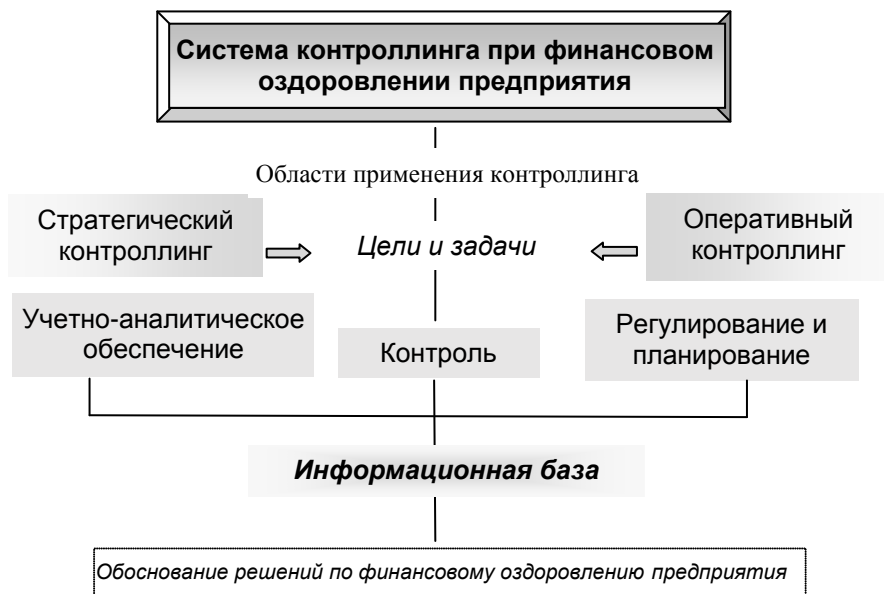 Система контроллинга при финансовом
оздоровлении предприятия
Области применения контроллинга
Стратегический
контроллинг
Цели и задачи
Оперативный
контроллинг
Учетно-аналитическое
обеспечение
Контроль
Регулирование и
планирование
Информационная база
Обоснование решений по финансовому оздоровлению предприятия